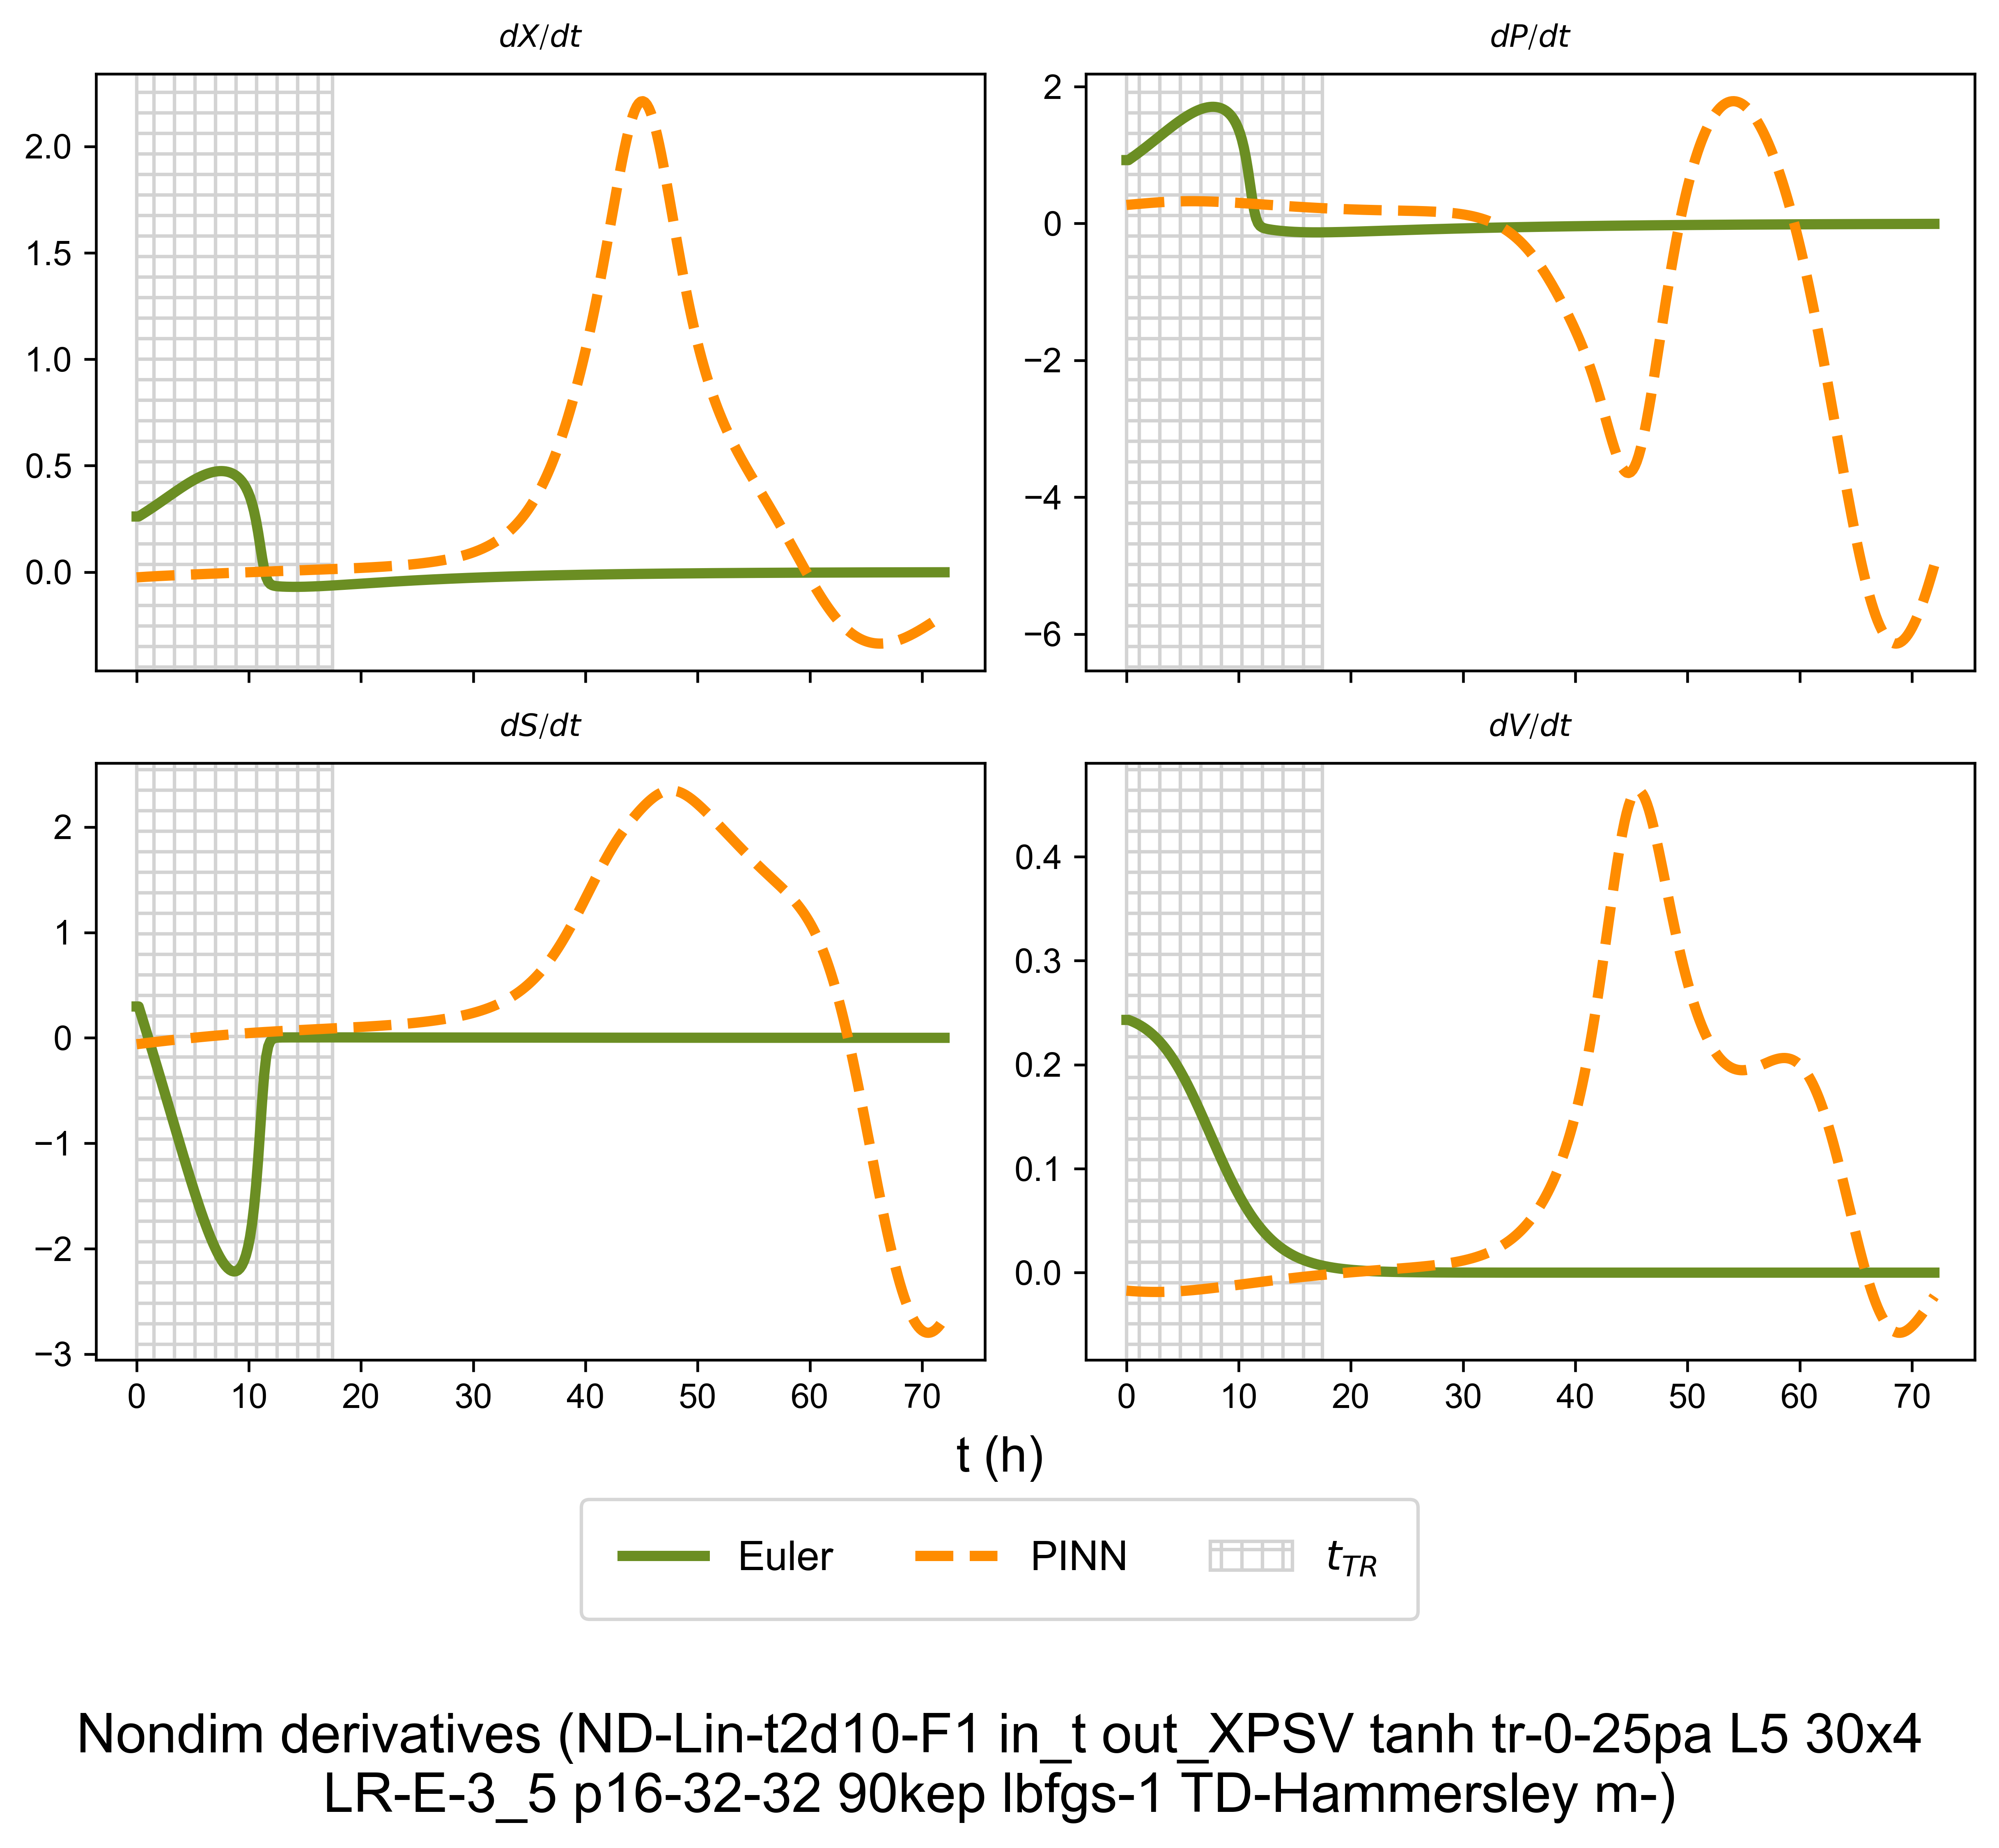 dX/dt
dP/dt
2.0
1.5
1.0
0.5
0.0
2
0
−2
−4
−6
dS/dt
dV/dt
2
1
0
−1
−2
−3
0.4
0.3
0.2
0.1
0.0
0 10 20 30 40 50 60 70
0 10 20 30 40 50 60 70
t (h)
Euler PINN t_TR
Nondim derivatives (ND-Lin-t2d10-F1 in_t out_XPSV tanh tr-0-25pa L5 30x4
LR-E-3_5 p16-32-32 90kep lbfgs-1 TD-Hammersley m-)